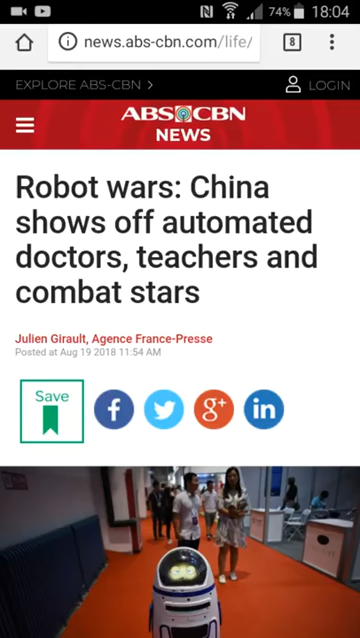 74% 18:04
news.abs-cbn.com/life/
8
EXPLORE ABS-CBN >
LOGIN
ABS CBN
NEWS
Robot wars: China
shows off automated
doctors, teachers and
combat stars
Julien Girault, Agence France-Presse
Posted at Aug 19 2018 11:54 AM
Save
f
g+
in